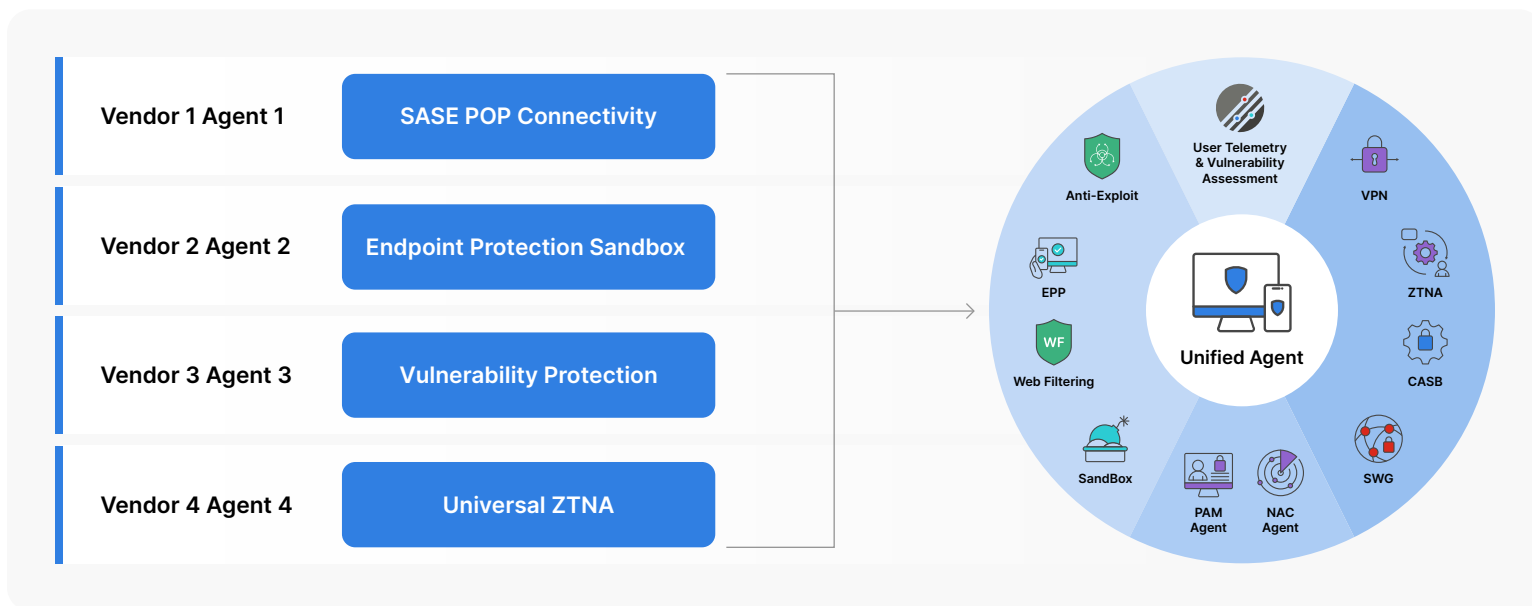 Vendor 1 Agent 1
SASE POP Connectivity
Vendor 2 Agent 2
Endpoint Protection Sandbox
Vendor 3 Agent 3
Vulnerability Protection
Vendor 4 Agent 4
Universal ZTNA
User Telemetry
& Vulnerability
Assessment
Anti-Exploit
EPP
WF
Web Filtering
SandBox
PAM
Agent
NAC
Agent
VPN
ZTNA
CASB
SWG
Unified Agent